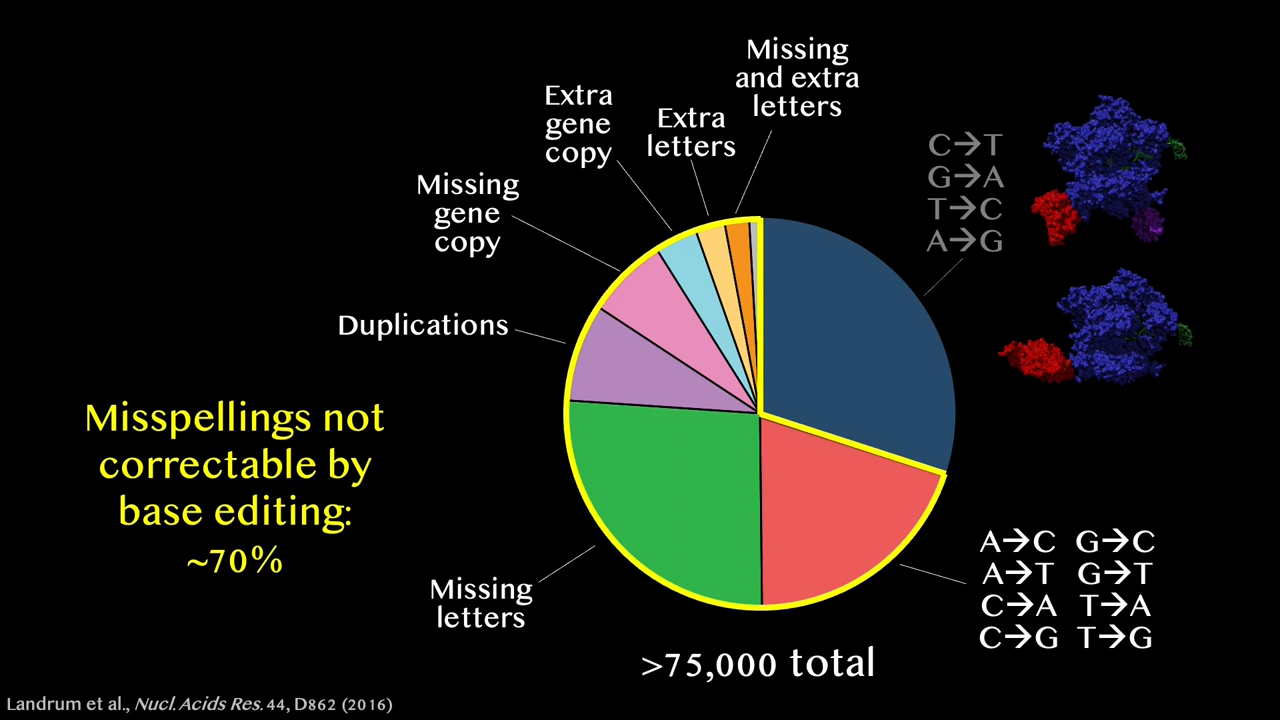 Missing
and extra
letters
Extra
gene
copy
Extra
letters
C→T
G→A
T→C
A→G
Missing
gene
copy
Duplications
Misspellings not
correctable by
base editing:
~70%
Missing
letters
A→C G→C
A→T G→T
C→A T→A
C→G T→G
>75,000 total
Landrum et al., Nucl. Acids Res. 44, D862 (2016)